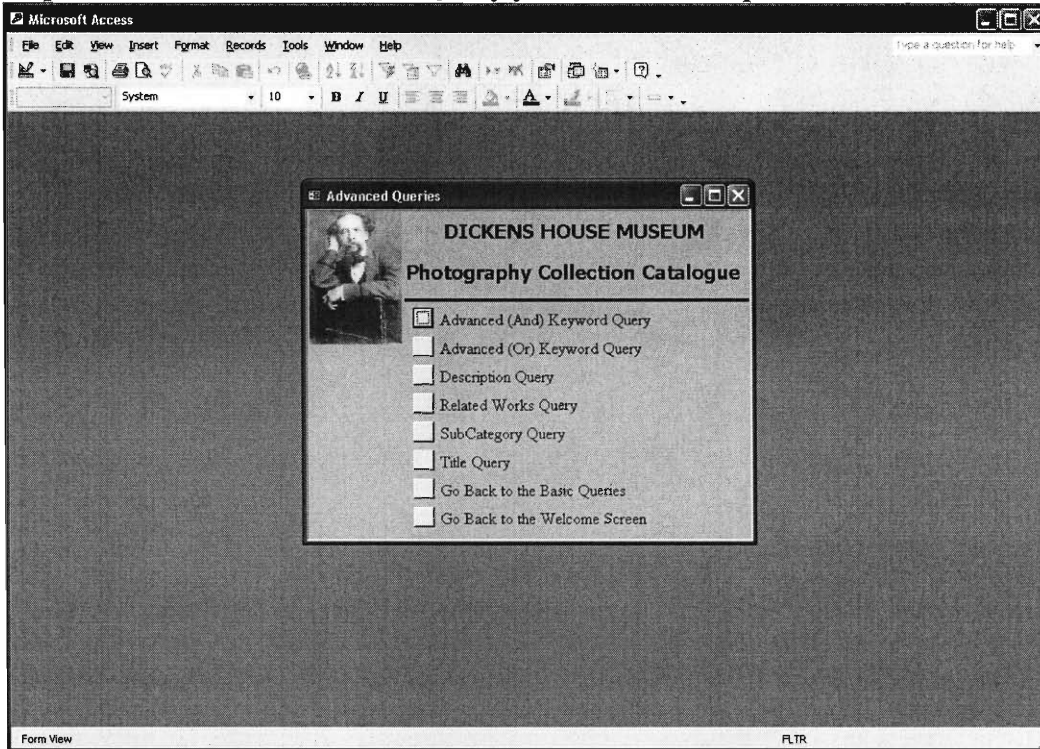 Microsoft Access
File Edit View Insert Format Records Tools Window Help
Type a question for help
System 10 B I U A
Advanced Queries
DICKENS HOUSE MUSEUM
Photography Collection Catalogue
Advanced (And) Keyword Query
Advanced (Or) Keyword Query
Description Query
Related Works Query
SubCategory Query
Title Query
Go Back to the Basic Queries
Go Back to the Welcome Screen
Form View FLTR